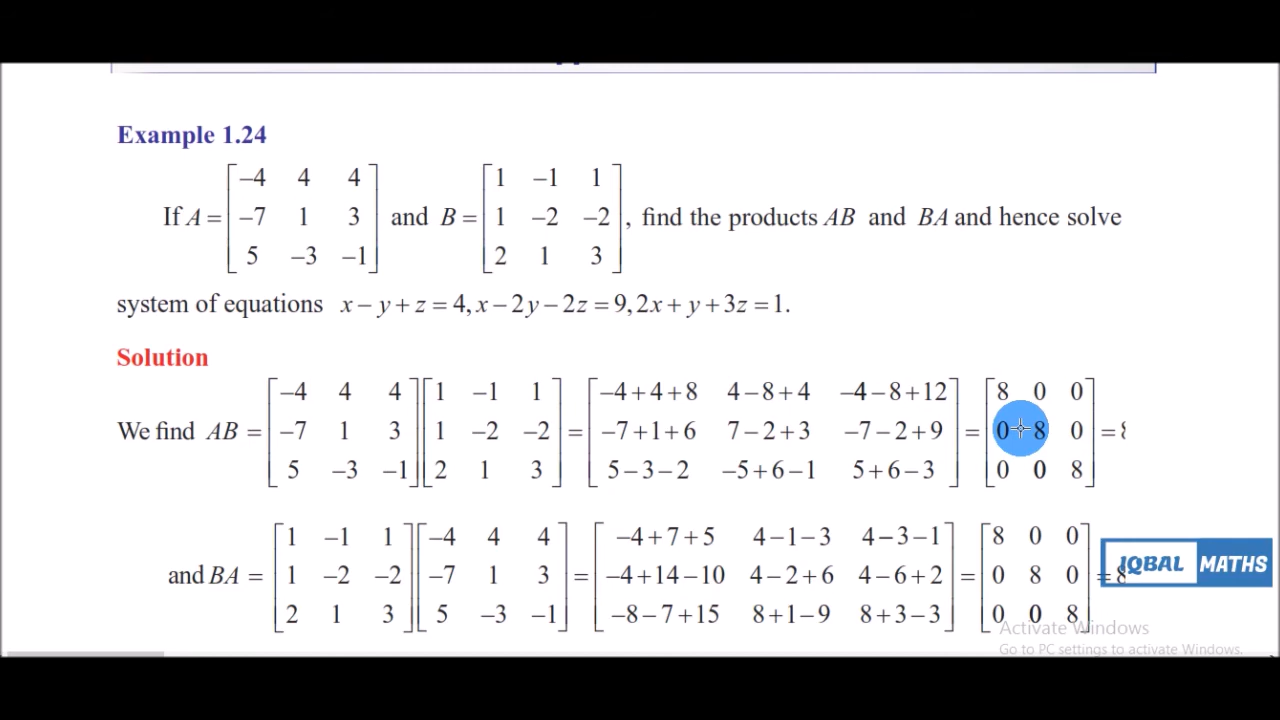 Example 1.24
If A = [−4 4 4; −7 1 3; 5 −3 −1] and B = [1 −1 1; 1 −2 −2; 2 1 3], find the products AB and BA and hence solve
system of equations x − y + z = 4, x − 2y − 2z = 9, 2x + y + 3z = 1.
Solution
We find AB = [−4 4 4; −7 1 3; 5 −3 −1] [1 −1 1; 1 −2 −2; 2 1 3] = [−4+4+8 4−8+4 −4−8+12; −7+1+6 7−2+3 −7−2+9; 5−3−2 −5+6−1 5+6−3] = [8 0 0; 0 8 0; 0 0 8] = 8
and BA = [1 −1 1; 1 −2 −2; 2 1 3] [−4 4 4; −7 1 3; 5 −3 −1] = [−4+7+5 4−1−3 4−3−1; −4+14−10 4−2+6 4−6+2; −8−7+15 8+1−9 8+3−3] = [8 0 0; 0 8 0; 0 0 8] = 8
IQBAL MATHS
Activate Windows
Go to PC settings to activate Windows.